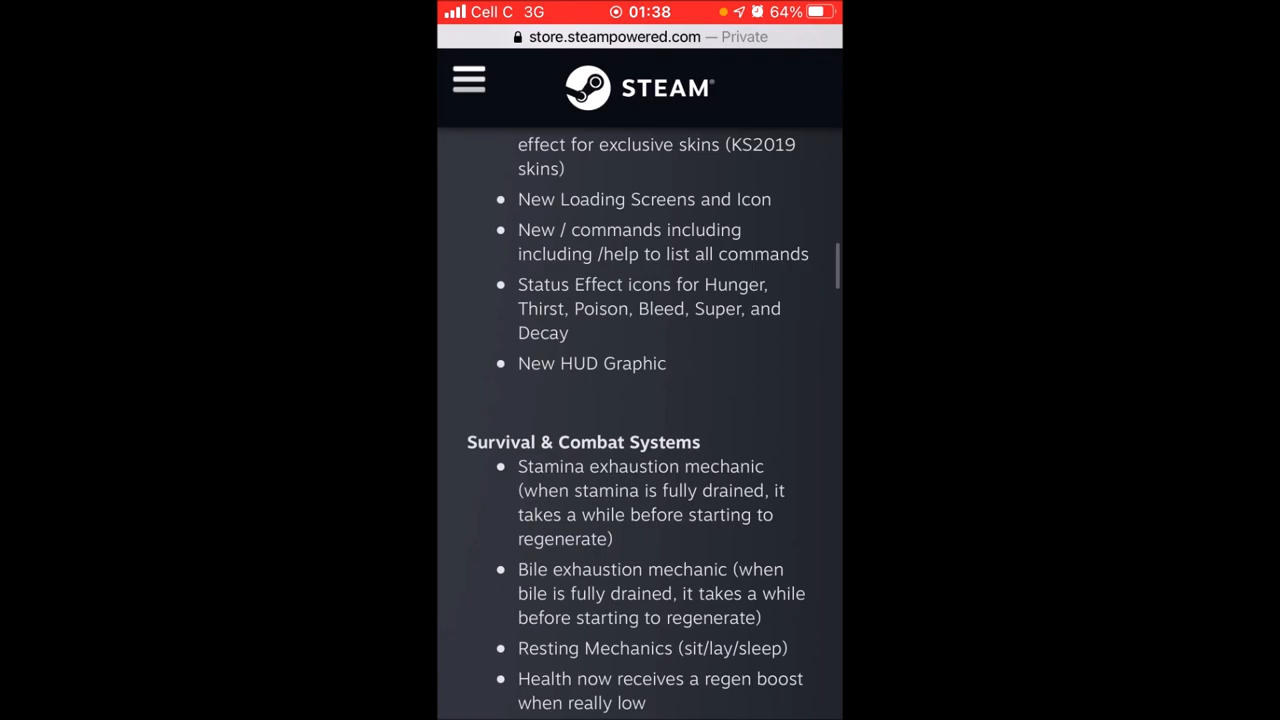 Cell C 3G 01:38 64%
store.steampowered.com — Private
STEAM®
effect for exclusive skins (KS2019
skins)
• New Loading Screens and Icon
• New / commands including
including /help to list all commands
• Status Effect icons for Hunger,
Thirst, Poison, Bleed, Super, and
Decay
• New HUD Graphic
Survival & Combat Systems
• Stamina exhaustion mechanic
(when stamina is fully drained, it
takes a while before starting to
regenerate)
• Bile exhaustion mechanic (when
bile is fully drained, it takes a while
before starting to regenerate)
• Resting Mechanics (sit/lay/sleep)
• Health now receives a regen boost
when really low